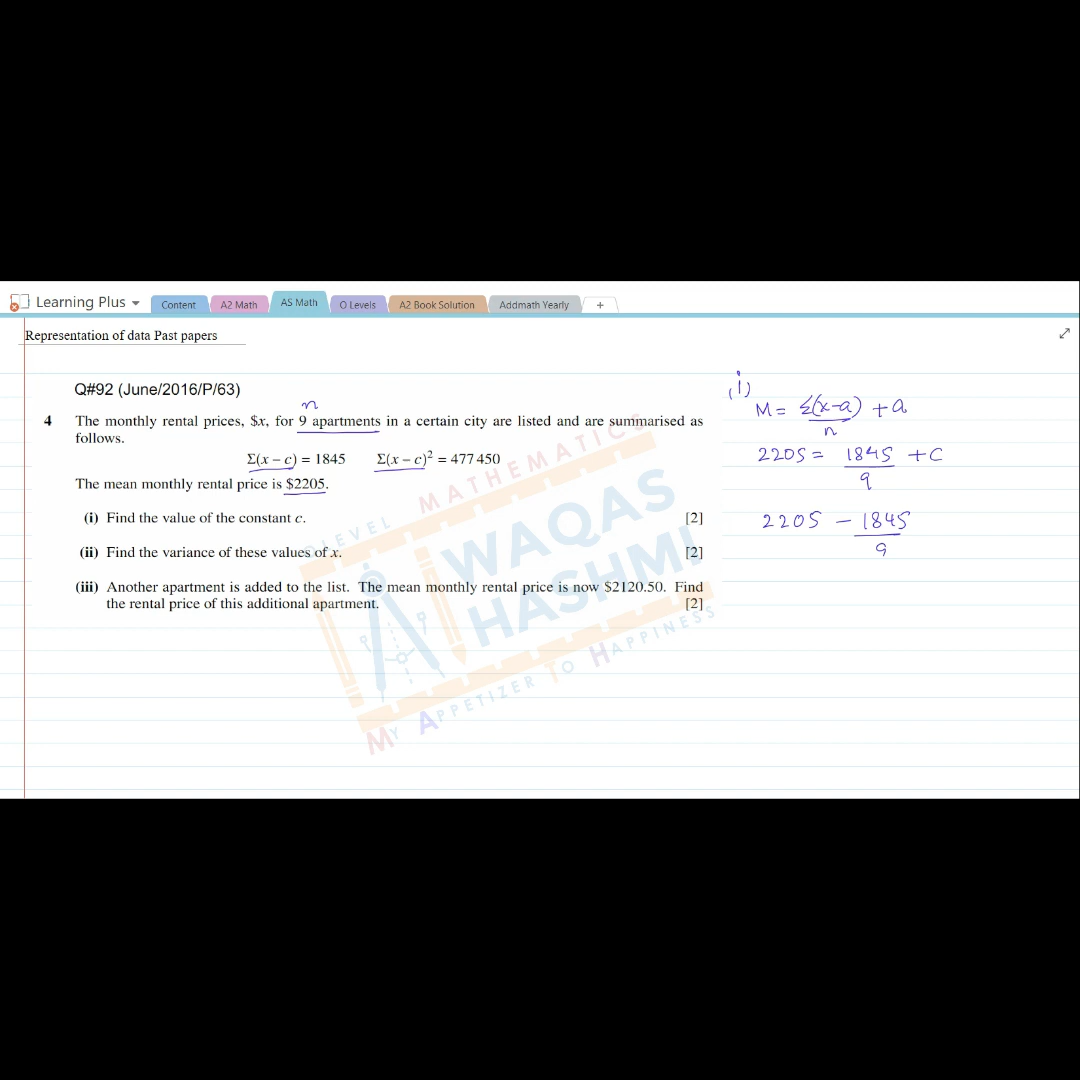 Learning Plus
Content
A2 Math
AS Math
O Levels
A2 Book Solution
Addmath Yearly
+
Representation of data Past papers
Q#92 (June/2016/P/63)
n
4 The monthly rental prices, $x, for 9 apartments in a certain city are listed and are summarised as
follows.
Σ(x − c) = 1845 Σ(x − c)² = 477 450
The mean monthly rental price is $2205.
(i) Find the value of the constant c. [2]
(ii) Find the variance of these values of x. [2]
(iii) Another apartment is added to the list. The mean monthly rental price is now $2120.50. Find
the rental price of this additional apartment. [2]
(i)
M = Σ(x-a) + a
n
2205 = 1845 + c
9
2205 − 1845
9
LEVEL MATHEMATICS
WAQAS
HASHMI
MY APPETIZER TO HAPPINESS